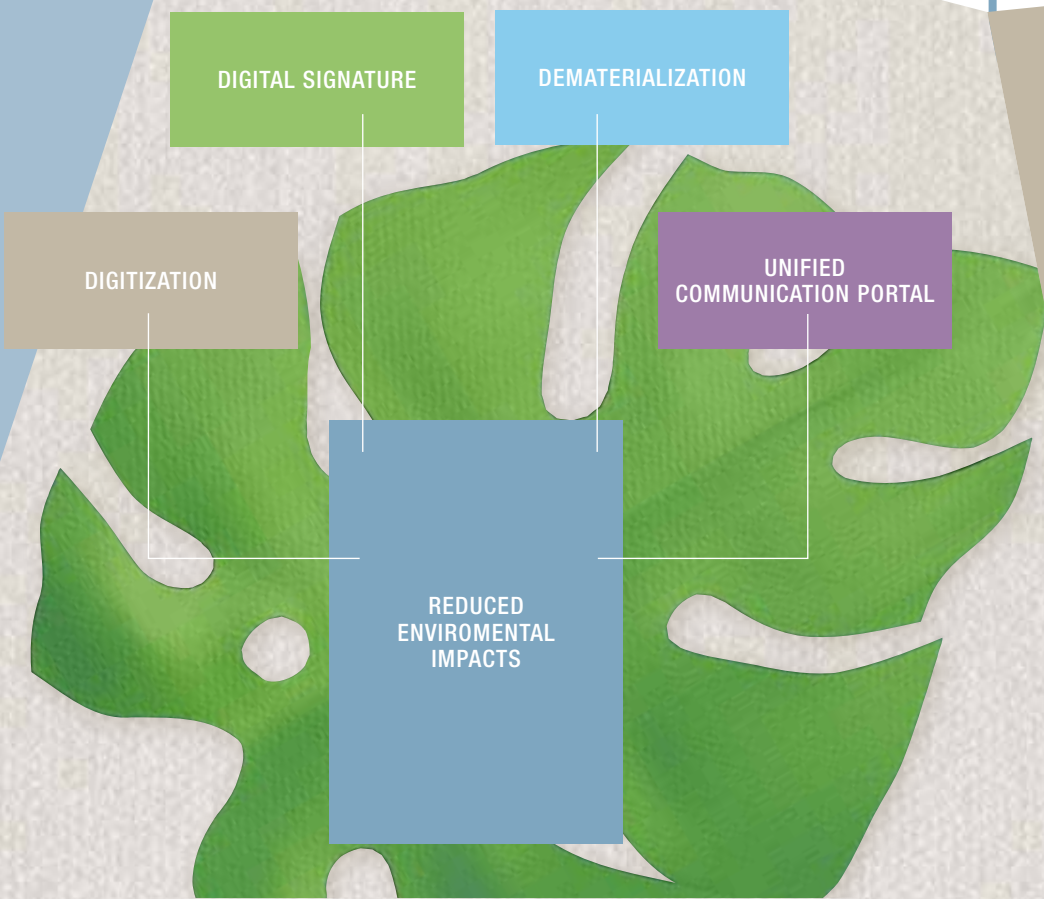 DIGITAL SIGNATURE
DEMATERIALIZATION
DIGITIZATION
UNIFIED
COMMUNICATION PORTAL
REDUCED
ENVIROMENTAL
IMPACTS